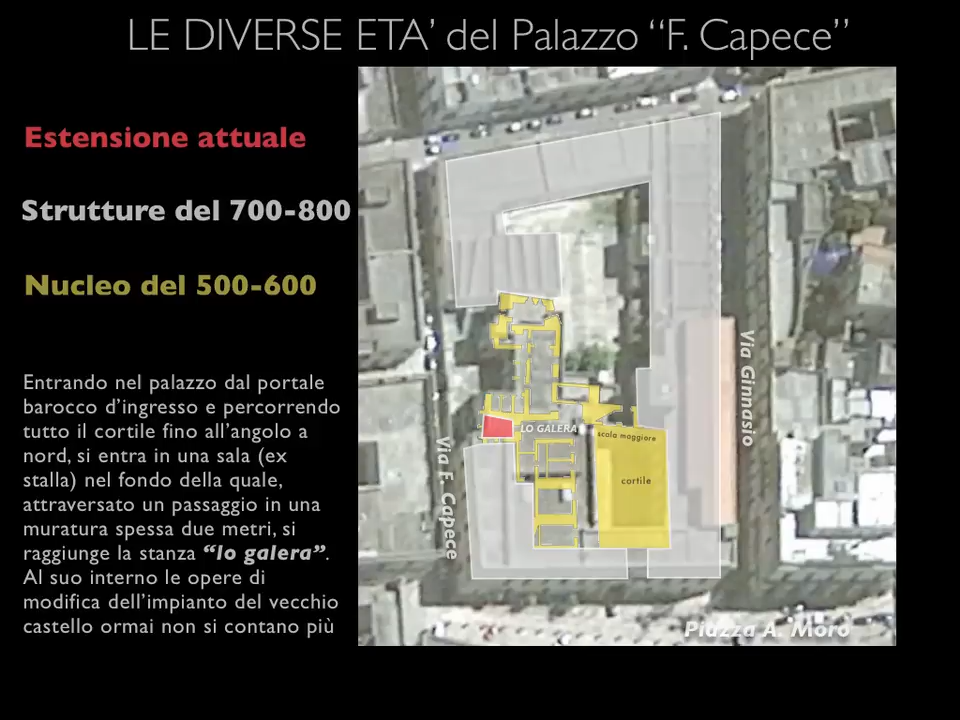 LE DIVERSE ETA’ del Palazzo “F. Capece”
Estensione attuale
Strutture del 700-800
Nucleo del 500-600
Entrando nel palazzo dal portale
barocco d’ingresso e percorrendo
tutto il cortile fino all’angolo a
nord, si entra in una sala (ex
stalla) nel fondo della quale,
attraversato un passaggio in una
muratura spessa due metri, si
raggiunge la stanza “lo galera”.
Al suo interno le opere di
modifica dell’impianto del vecchio
castello ormai non si contano più
Via Ginnasio
LO GALERA
scala maggiore
cortile
Via F. Capece
Piazza A. Moro